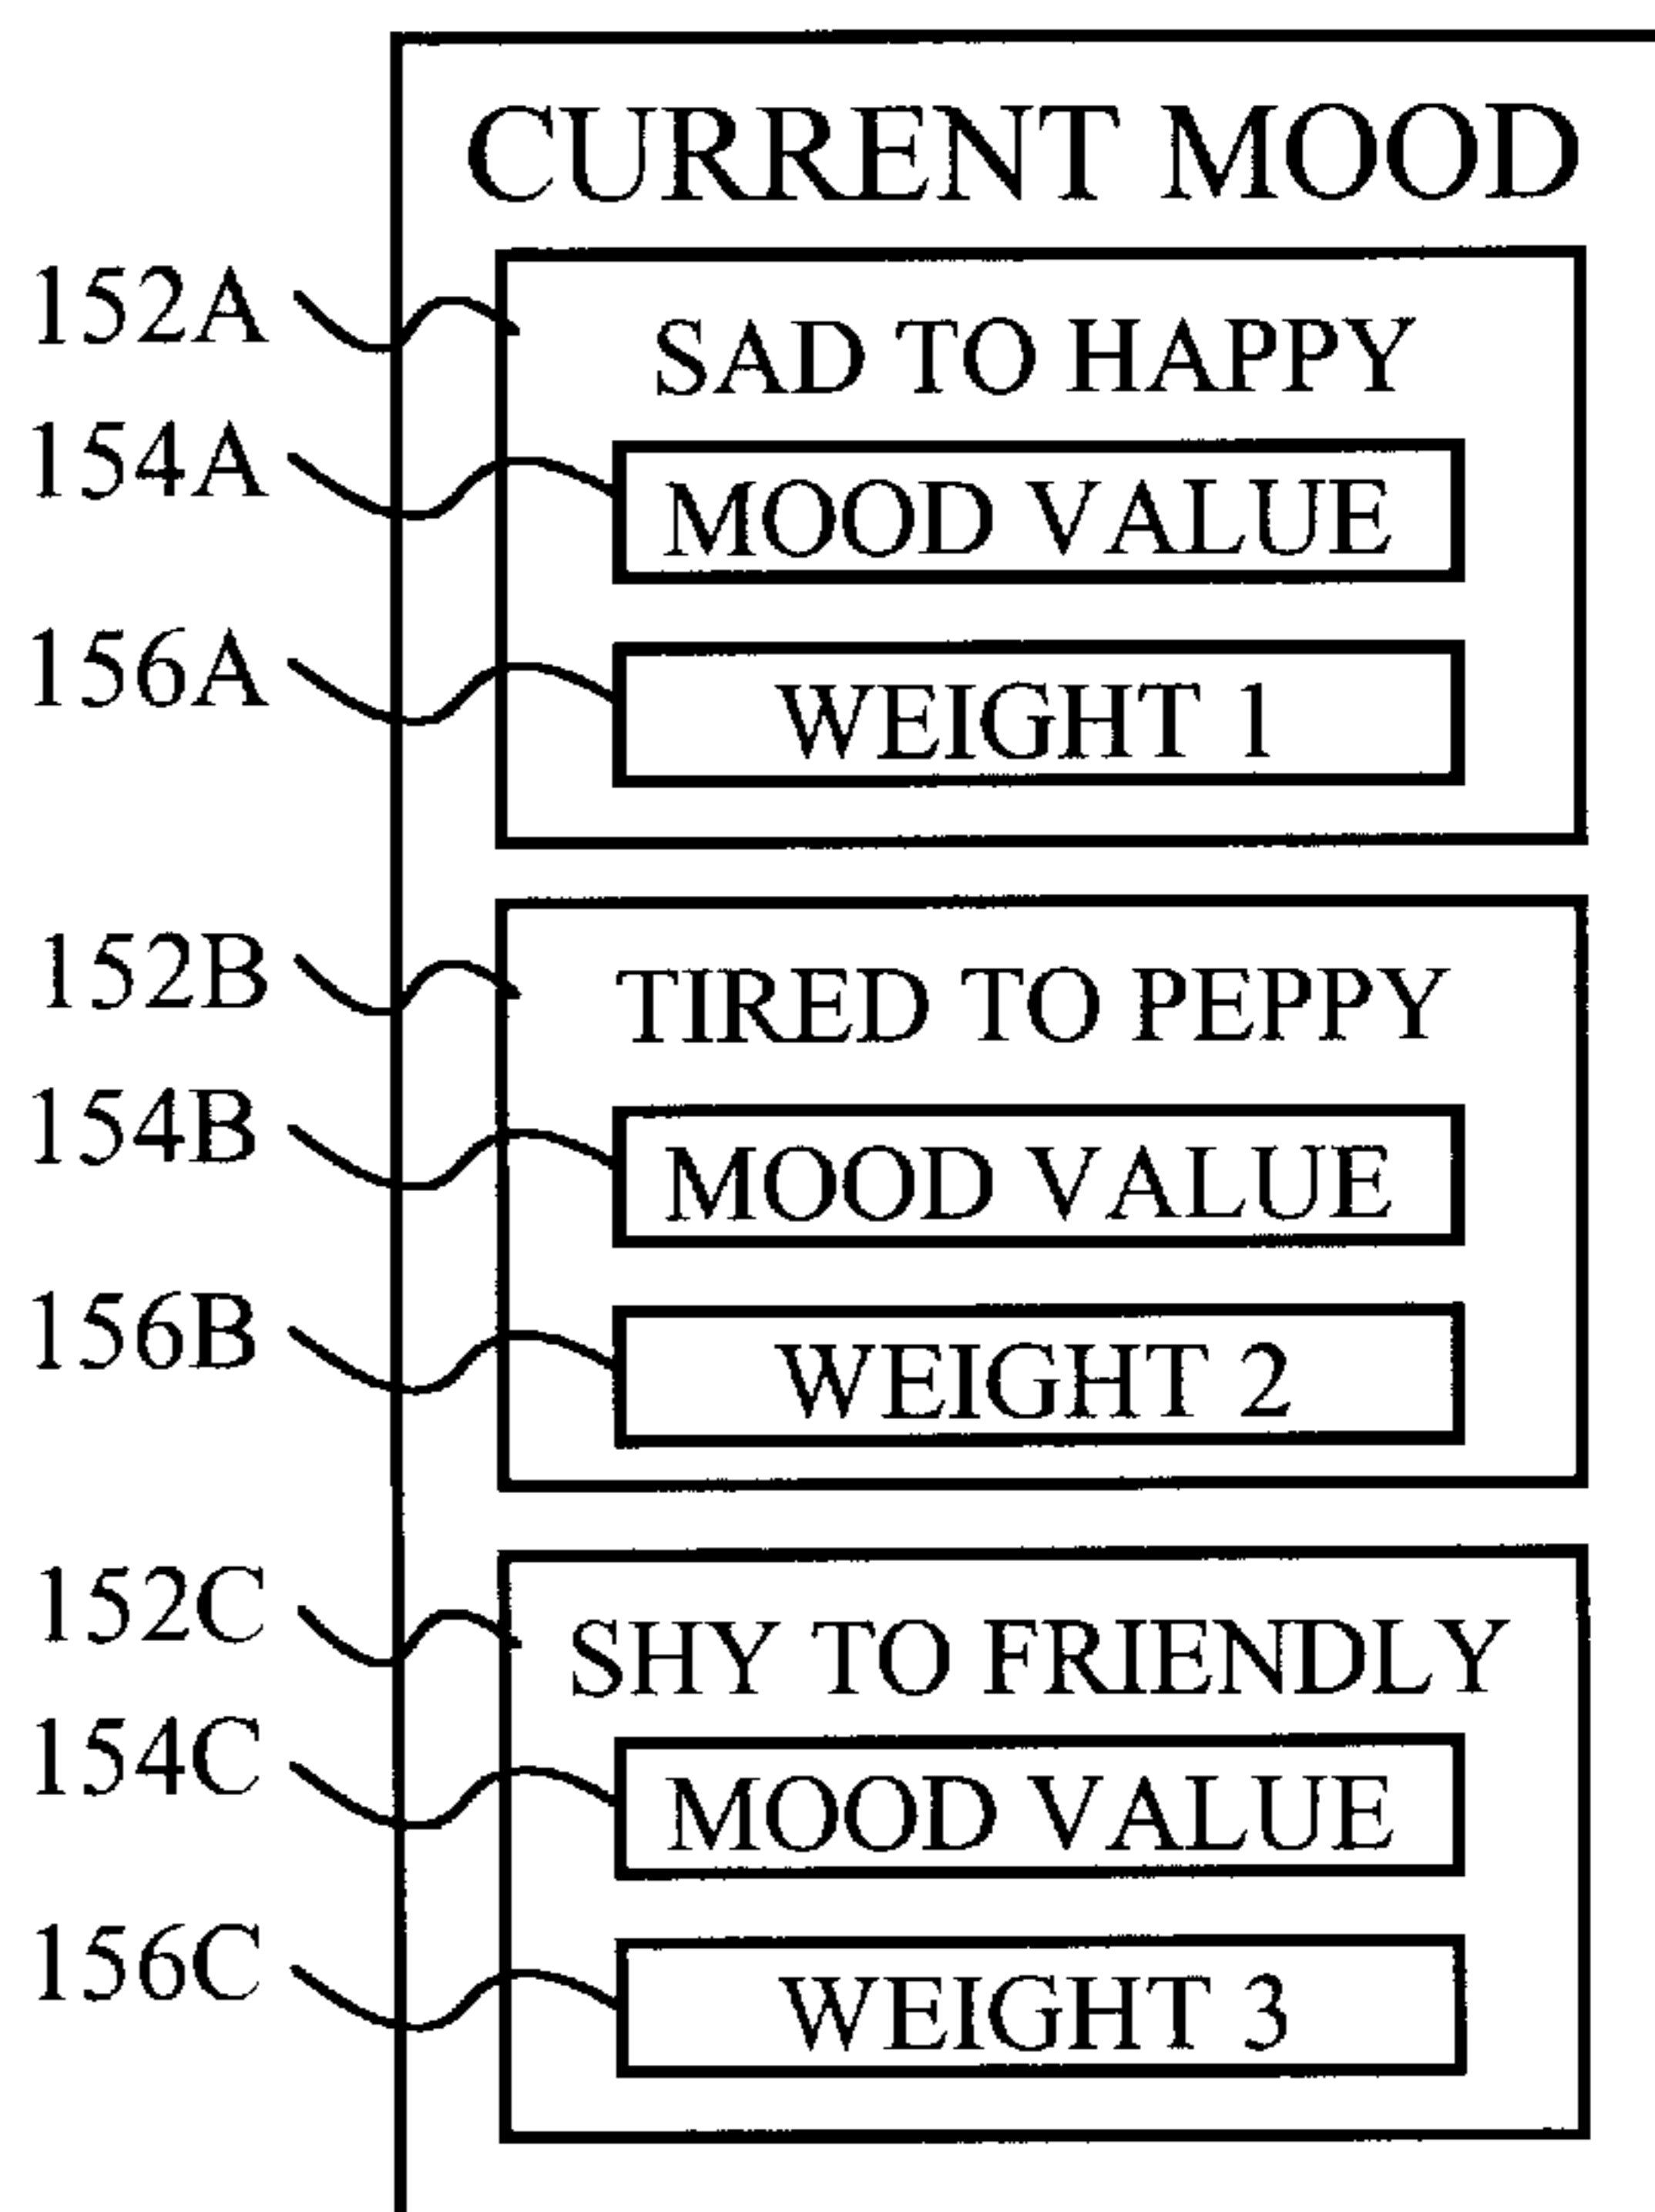 CURRENT MOOD
152A
SAD TO HAPPY
154A
MOOD VALUE
156A
WEIGHT 1
152B
TIRED TO PEPPY
154B
MOOD VALUE
156B
WEIGHT 2
152C
SHY TO FRIENDLY
154C
MOOD VALUE
156C
WEIGHT 3